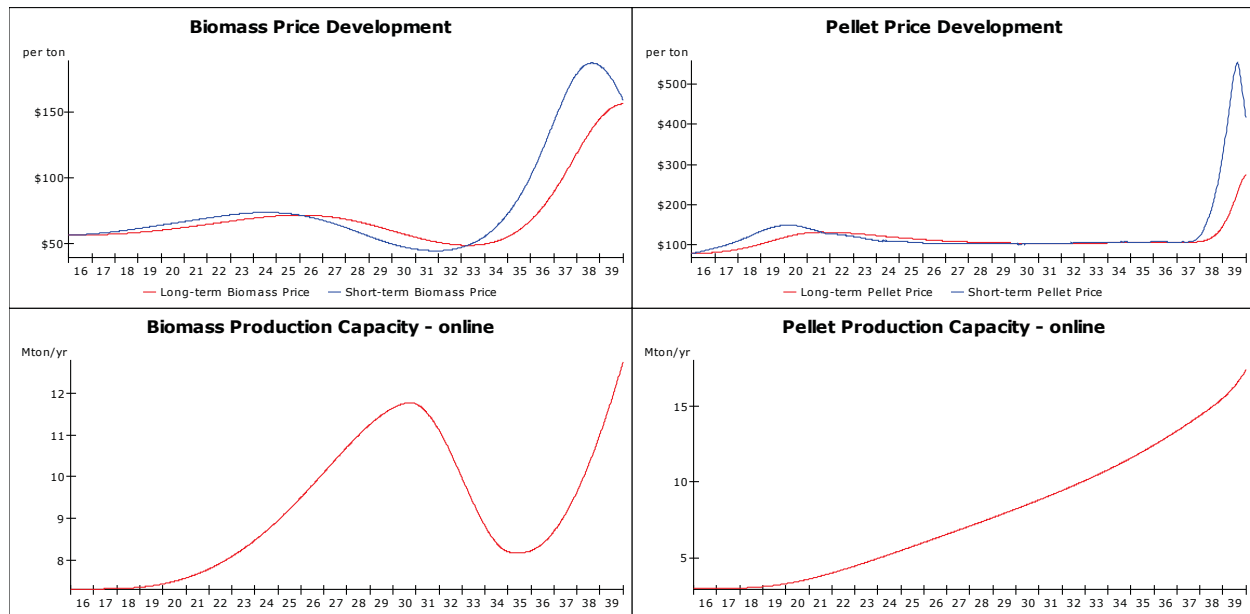 Biomass Price Development
per ton
$150
$100
$50
16 17 18 19 20 21 22 23 24 25 26 27 28 29 30 31 32 33 34 35 36 37 38 39
Long-term Biomass Price Short-term Biomass Price
Pellet Price Development
per ton
$500
$400
$300
$200
$100
16 17 18 19 20 21 22 23 24 25 26 27 28 29 30 31 32 33 34 35 36 37 38 39
Long-term Pellet Price Short-term Pellet Price
Biomass Production Capacity - online
Mton/yr
12
11
10
9
8
16 17 18 19 20 21 22 23 24 25 26 27 28 29 30 31 32 33 34 35 36 37 38 39
Pellet Production Capacity - online
Mton/yr
15
10
5
16 17 18 19 20 21 22 23 24 25 26 27 28 29 30 31 32 33 34 35 36 37 38 39